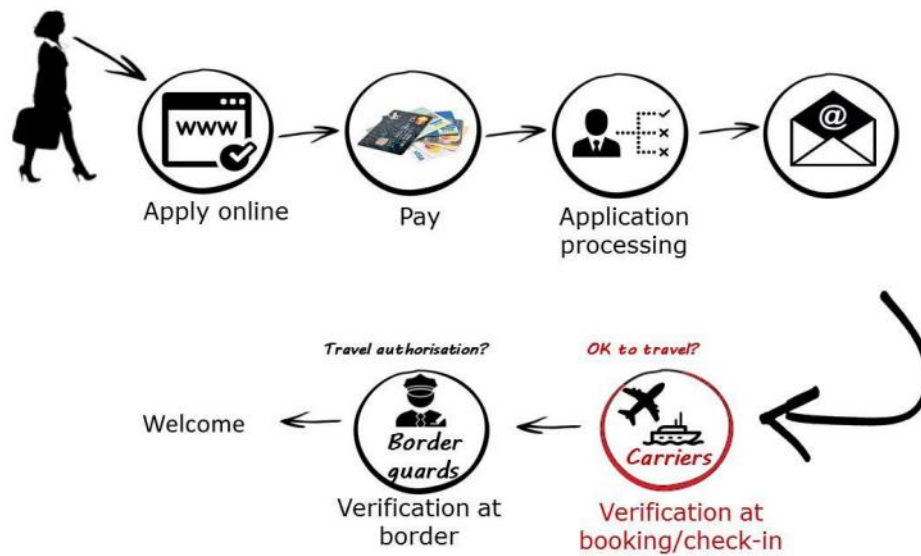 www
@
Apply online
Pay
Application
processing
Travel authorisation?
OK to travel?
Welcome
Border
guards
Carriers
Verification at
border
Verification at
booking/check-in